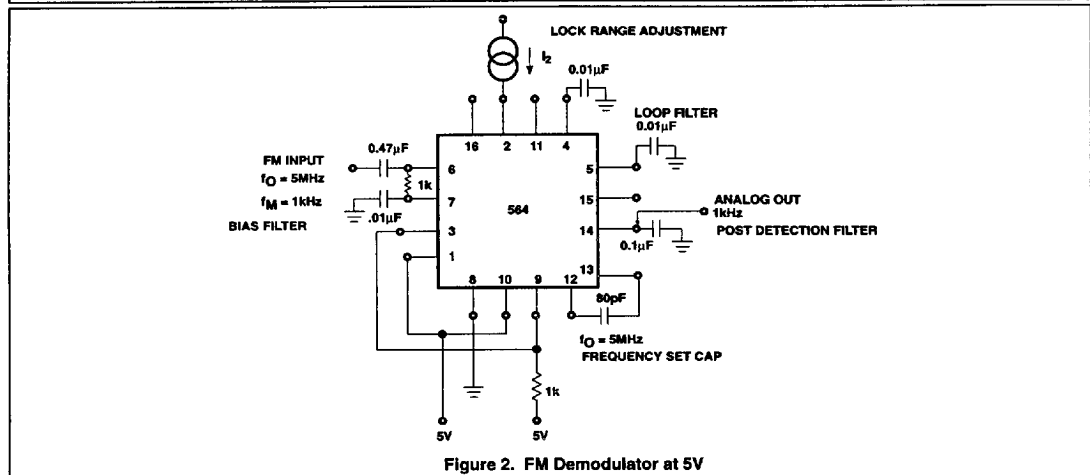 LOCK RANGE ADJUSTMENT
I2
0.01µF
LOOP FILTER
0.01µF
16
2
11
4
0.47µF
FM INPUT
fO = 5MHz
fM = 1kHz
BIAS FILTER
6
1k
7
.01µF
3
1
564
5
15
14
13
ANALOG OUT
1kHz
POST DETECTION FILTER
0.1µF
8
10
9
12
80pF
fO = 5MHz
FREQUENCY SET CAP
1k
5V
5V
Figure 2. FM Demodulator at 5V